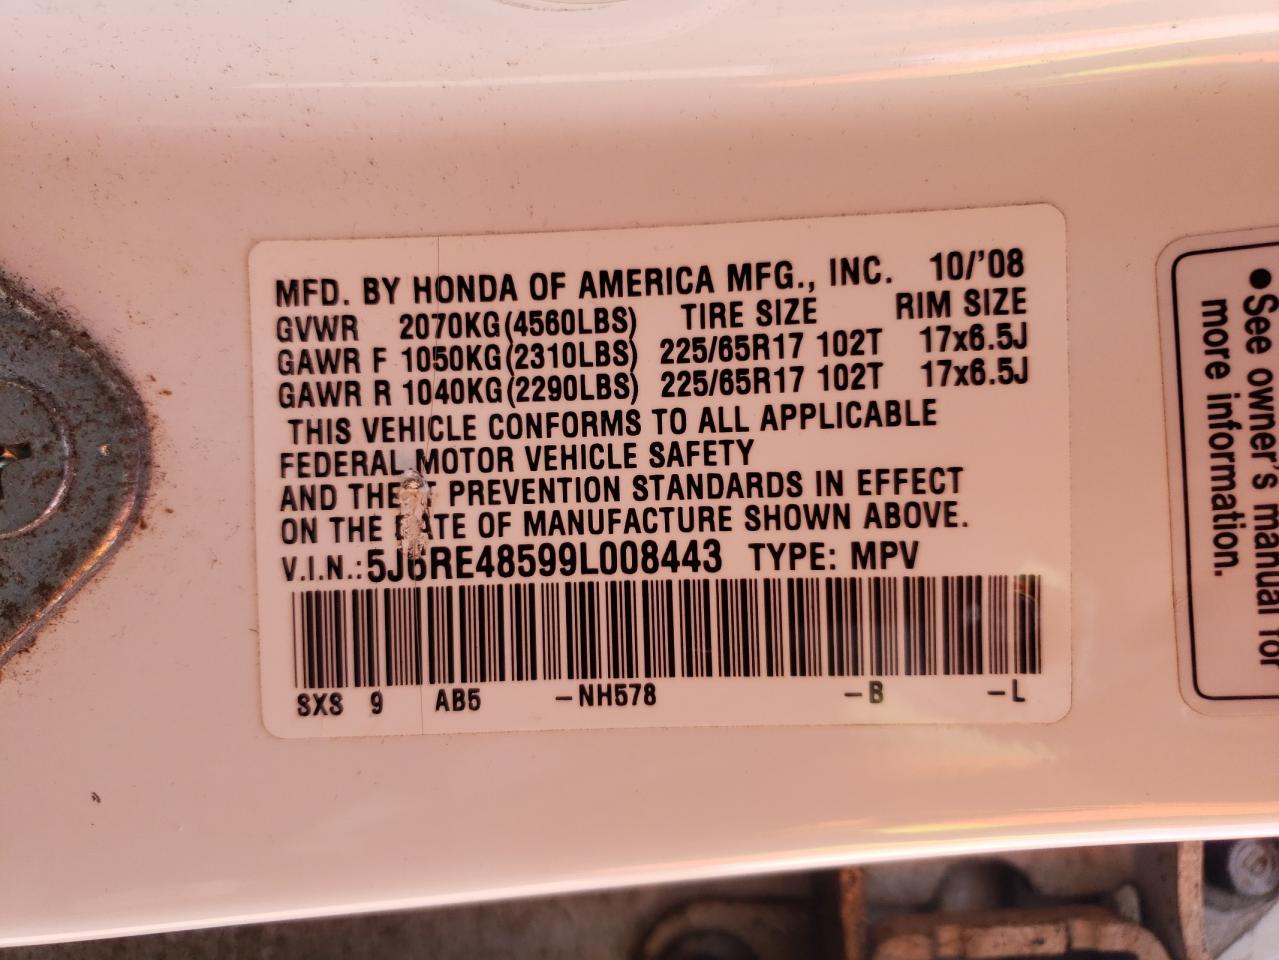 MFD. BY HONDA OF AMERICA MFG., INC. 10/'08
GVWR 2070KG(4560LBS) TIRE SIZE RIM SIZE
GAWR F 1050KG(2310LBS) 225/65R17 102T 17x6.5J
GAWR R 1040KG(2290LBS) 225/65R17 102T 17x6.5J
THIS VEHICLE CONFORMS TO ALL APPLICABLE
FEDERAL MOTOR VEHICLE SAFETY
AND THEFT PREVENTION STANDARDS IN EFFECT
ON THE DATE OF MANUFACTURE SHOWN ABOVE.
V.I.N.: 5J6RE48599L008443 TYPE: MPV
SXS 9 AB5 -NH578 -B -L
● See owner's manual for
more information.